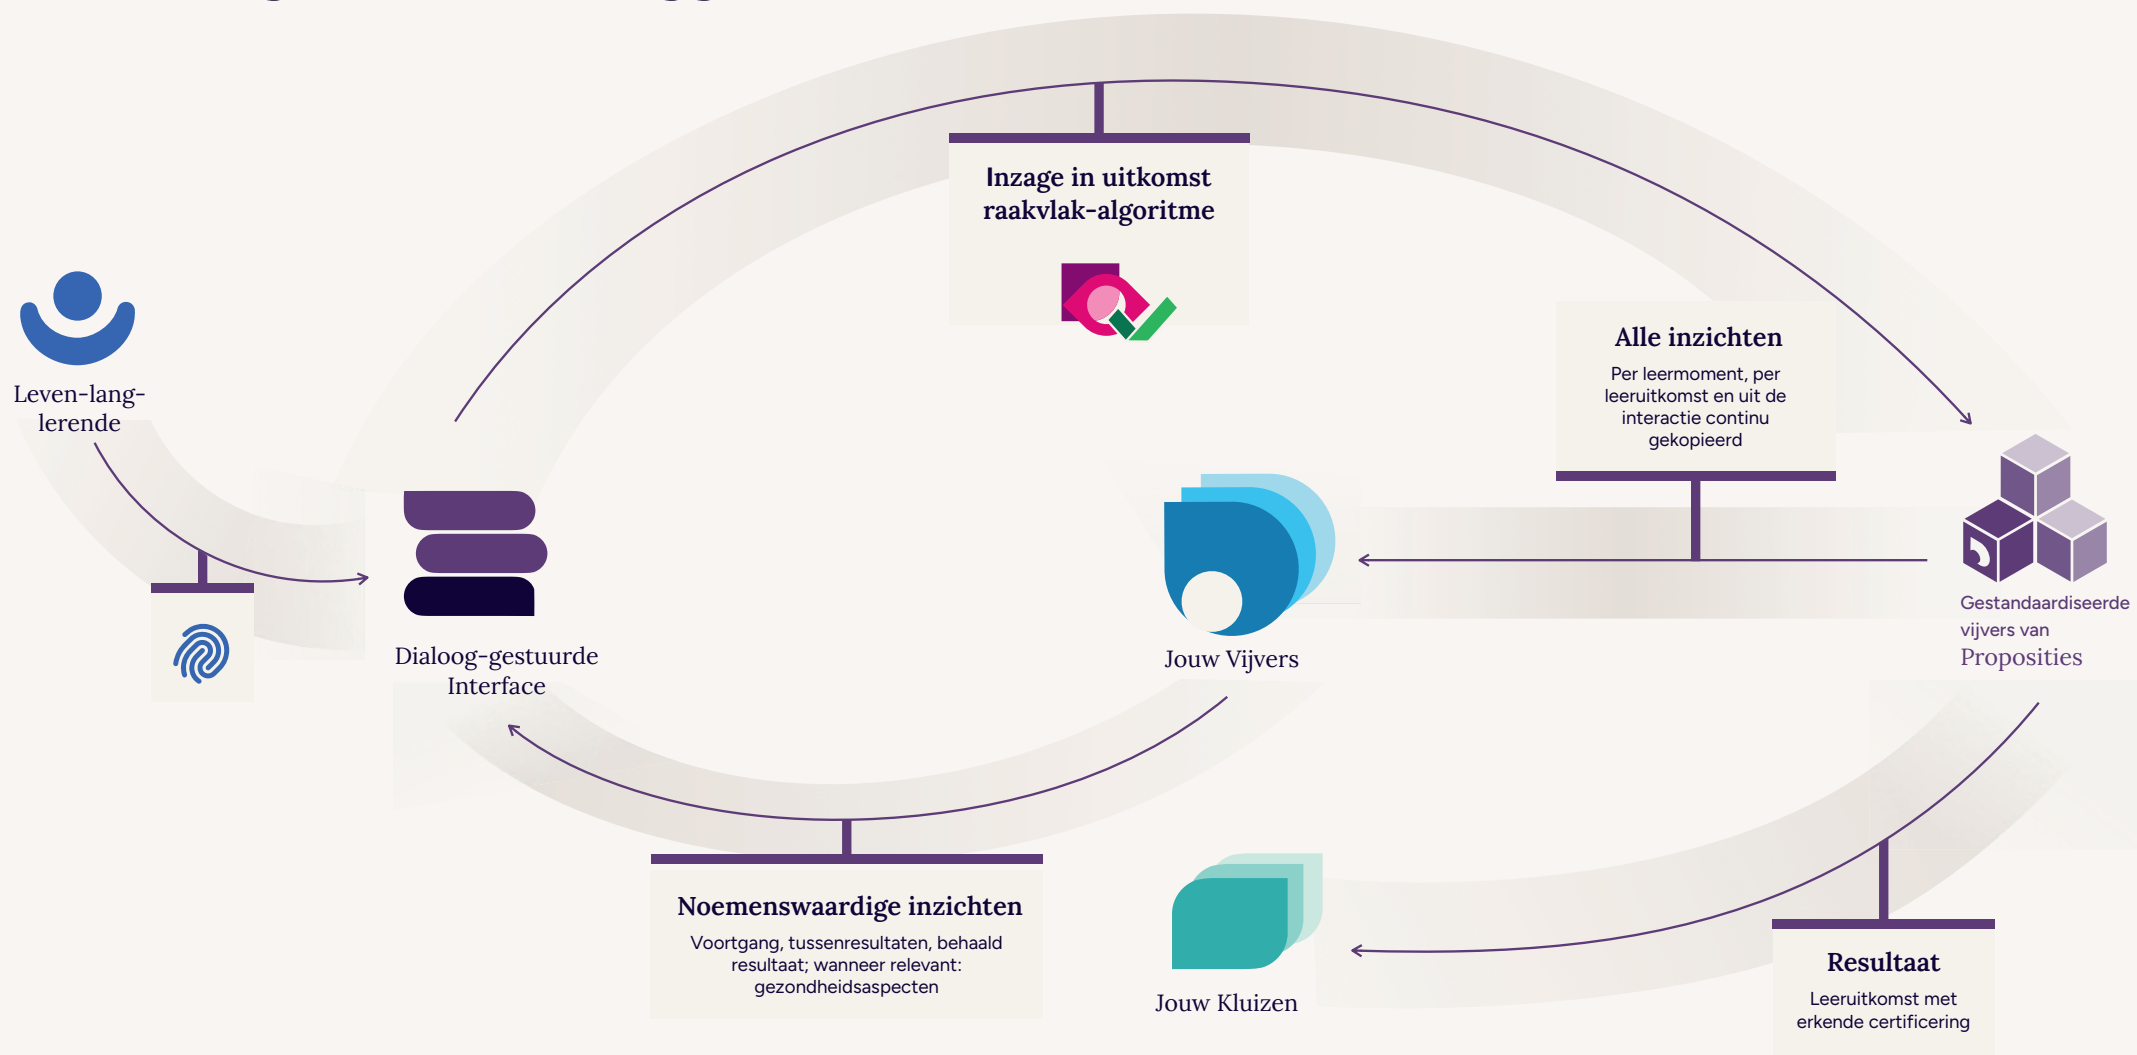 Inzage in uitkomst
raakvlak-algoritme
Alle inzichten
Per leermoment, per
leeruitkomst en uit de
interactie continu
gekopieerd
Leven-lang-
lerende
Dialoog-gestuurde
Interface
Jouw Vijvers
Gestandaardiseerde
vijvers van
Proposities
Noemenswaardige inzichten
Voortgang, tussenresultaten, behaald
resultaat; wanneer relevant:
gezondheidsaspecten
Jouw Kluizen
Resultaat
Leeruitkomst met
erkende certificering